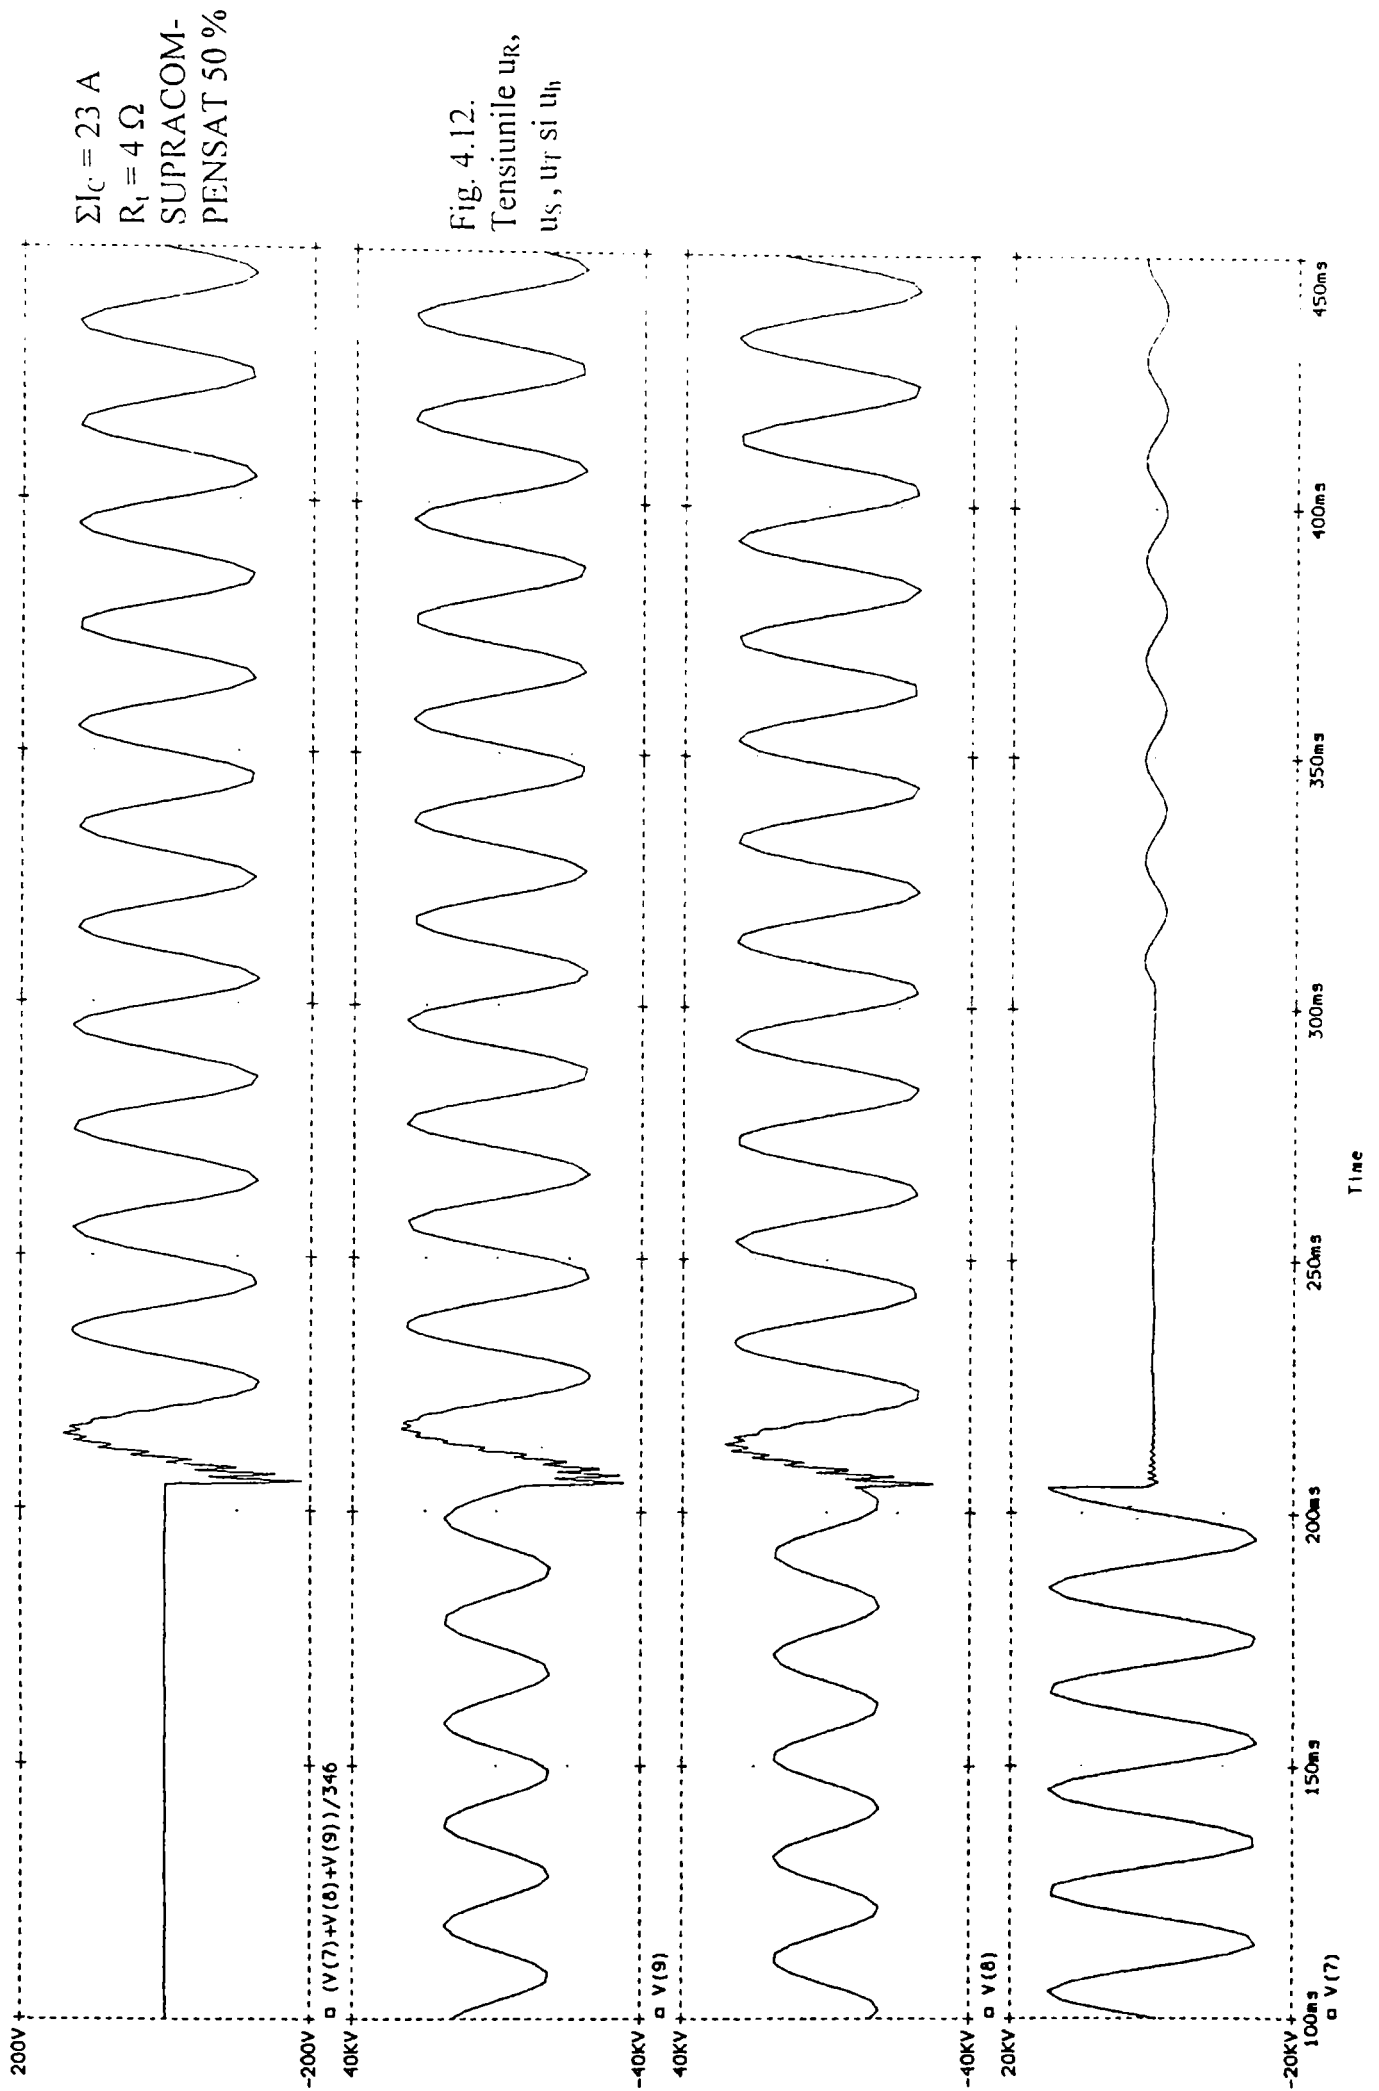 ΣI_C = 23 A
R_t = 4 Ω
SUPRACOM-
PENSAT 50 %
Fig. 4.12.
Tensiunile u_R,
u_S, u_T si u_h
200V
-200V
□ (V(7)+V(8)+V(9))/346
40KV
-40KV
□ V(9)
40KV
-40KV
□ V(8)
20KV
-20KV
□ V(7)
100ms
150ms
200ms
250ms
300ms
350ms
400ms
450ms
Time